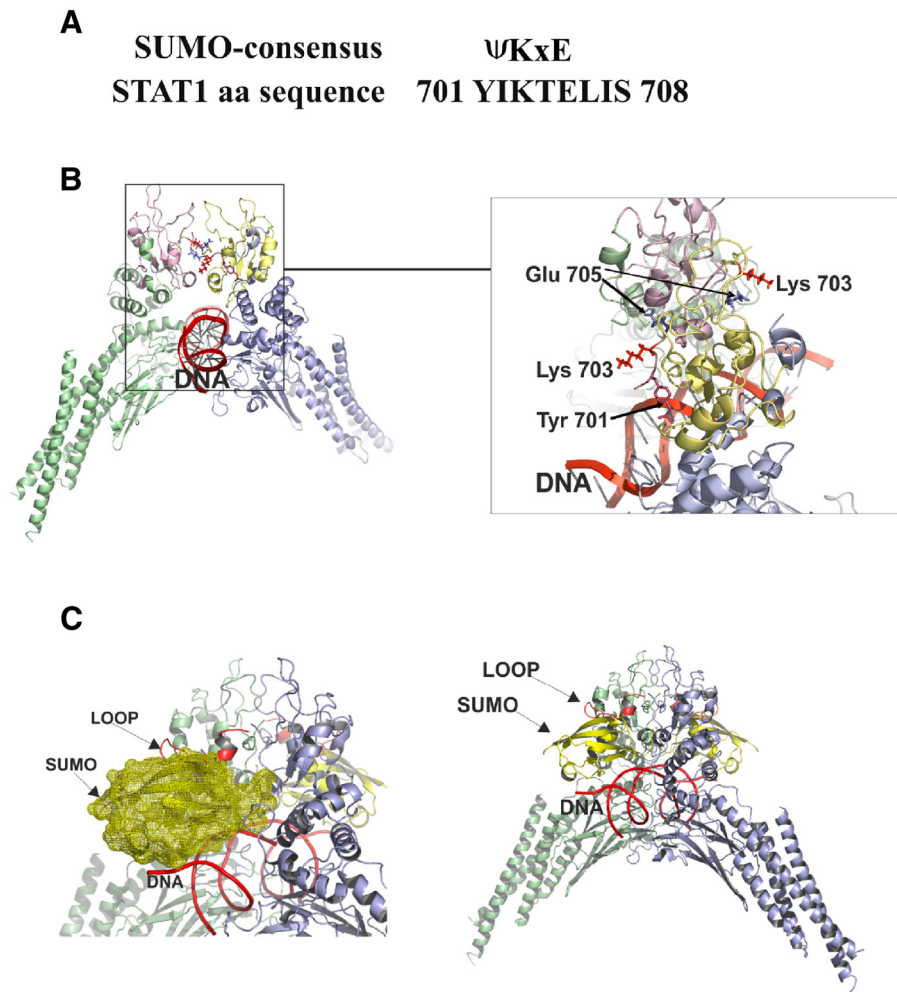 A
SUMO-consensus ΨKxE
STAT1 aa sequence 701 YIKTELIS 708
B
DNA
Glu 705
Lys 703
Lys 703
Tyr 701
DNA
C
LOOP
SUMO
DNA
LOOP
SUMO
DNA